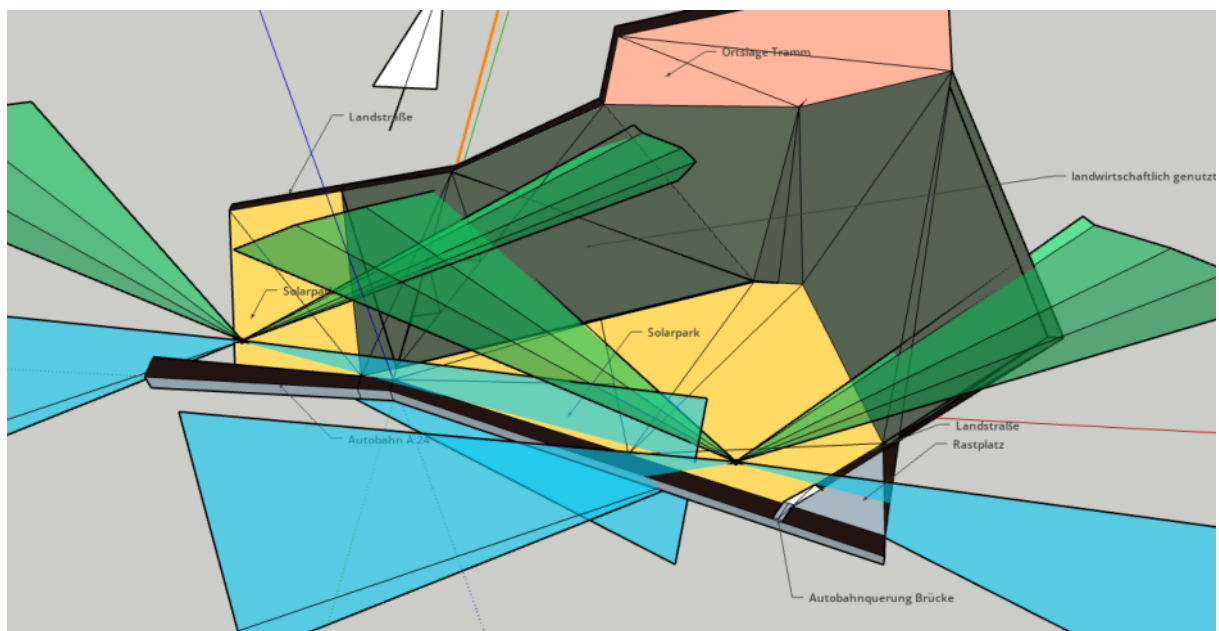 Ortslage Tramm
Landstraße
landwirtschaftlich genutzt
Solarpark
Solarpark
Autobahn A 24
Landstraße
Rastplatz
Autobahnquerung Brücke